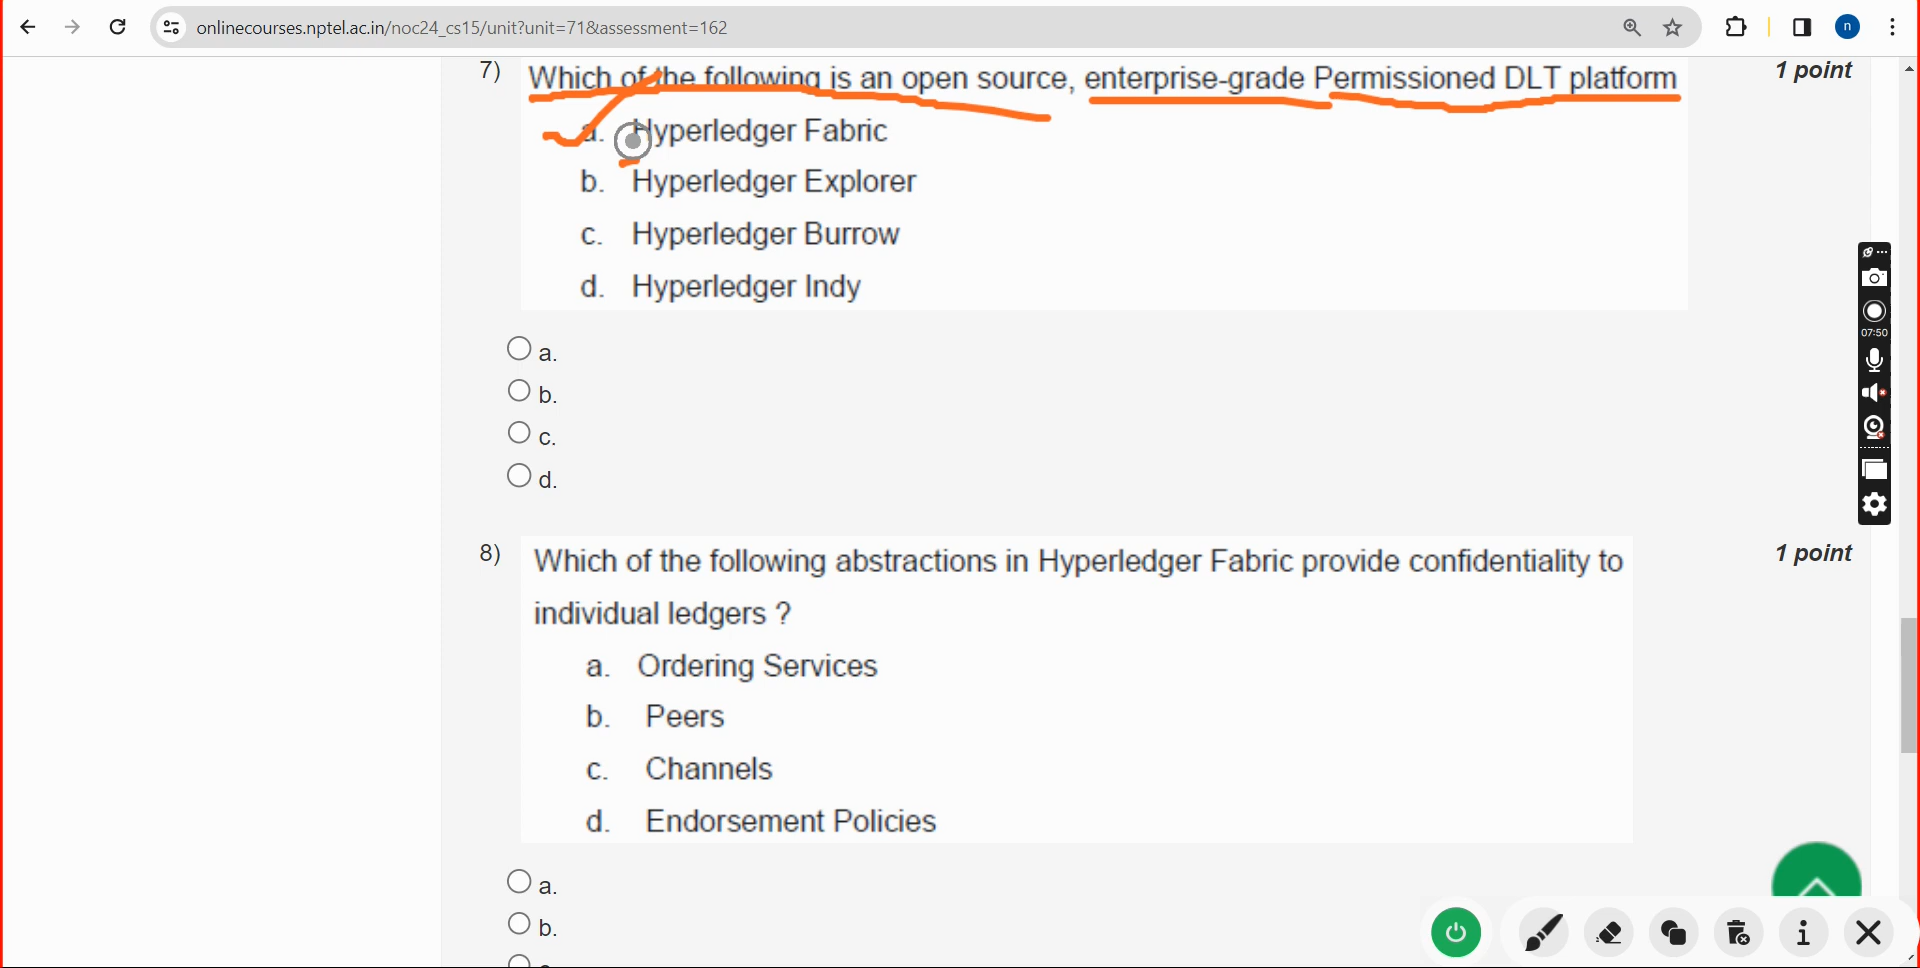 onlinecourses.nptel.ac.in/noc24_cs15/unit?unit=71&assessment=162
n
7) Which of the following is an open source, enterprise-grade Permissioned DLT platform 1 point
a. Hyperledger Fabric
b. Hyperledger Explorer
c. Hyperledger Burrow
d. Hyperledger Indy
07:50
a.
b.
c.
d.
8) Which of the following abstractions in Hyperledger Fabric provide confidentiality to 1 point
individual ledgers ?
a. Ordering Services
b. Peers
c. Channels
d. Endorsement Policies
a.
b.